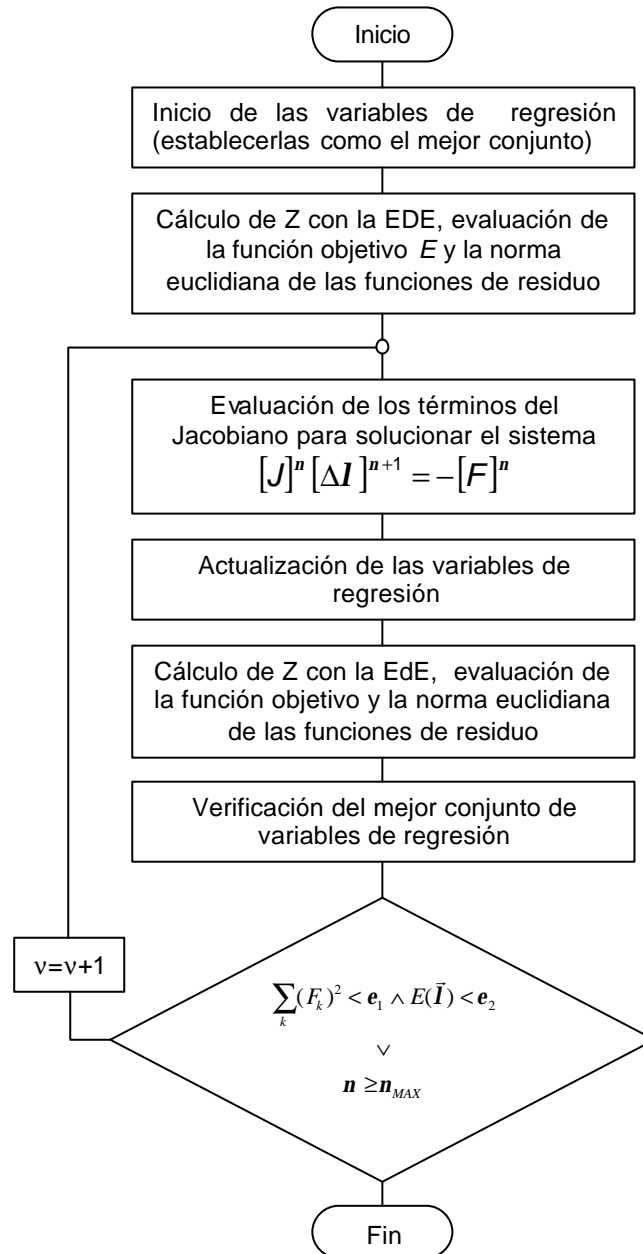 Inicio
Inicio de las variables de regresión
(establecerlas como el mejor conjunto)
Cálculo de Z con la EDE, evaluación de
la función objetivo E y la norma
euclidiana de las funciones de residuo
Evaluación de los términos del
Jacobiano para solucionar el sistema
[J]ⁿ [Δl]ⁿ⁺¹ = −[F]ⁿ
Actualización de las variables de
regresión
Cálculo de Z con la EdE, evaluación de
la función objetivo y la norma euclidiana
de las funciones de residuo
Verificación del mejor conjunto de
variables de regresión
ν=ν+1
∑ₖ(Fₖ)² < e₁ ∧ E(l⃗) < e₂
∨
n ≥ n_MAX
Fin